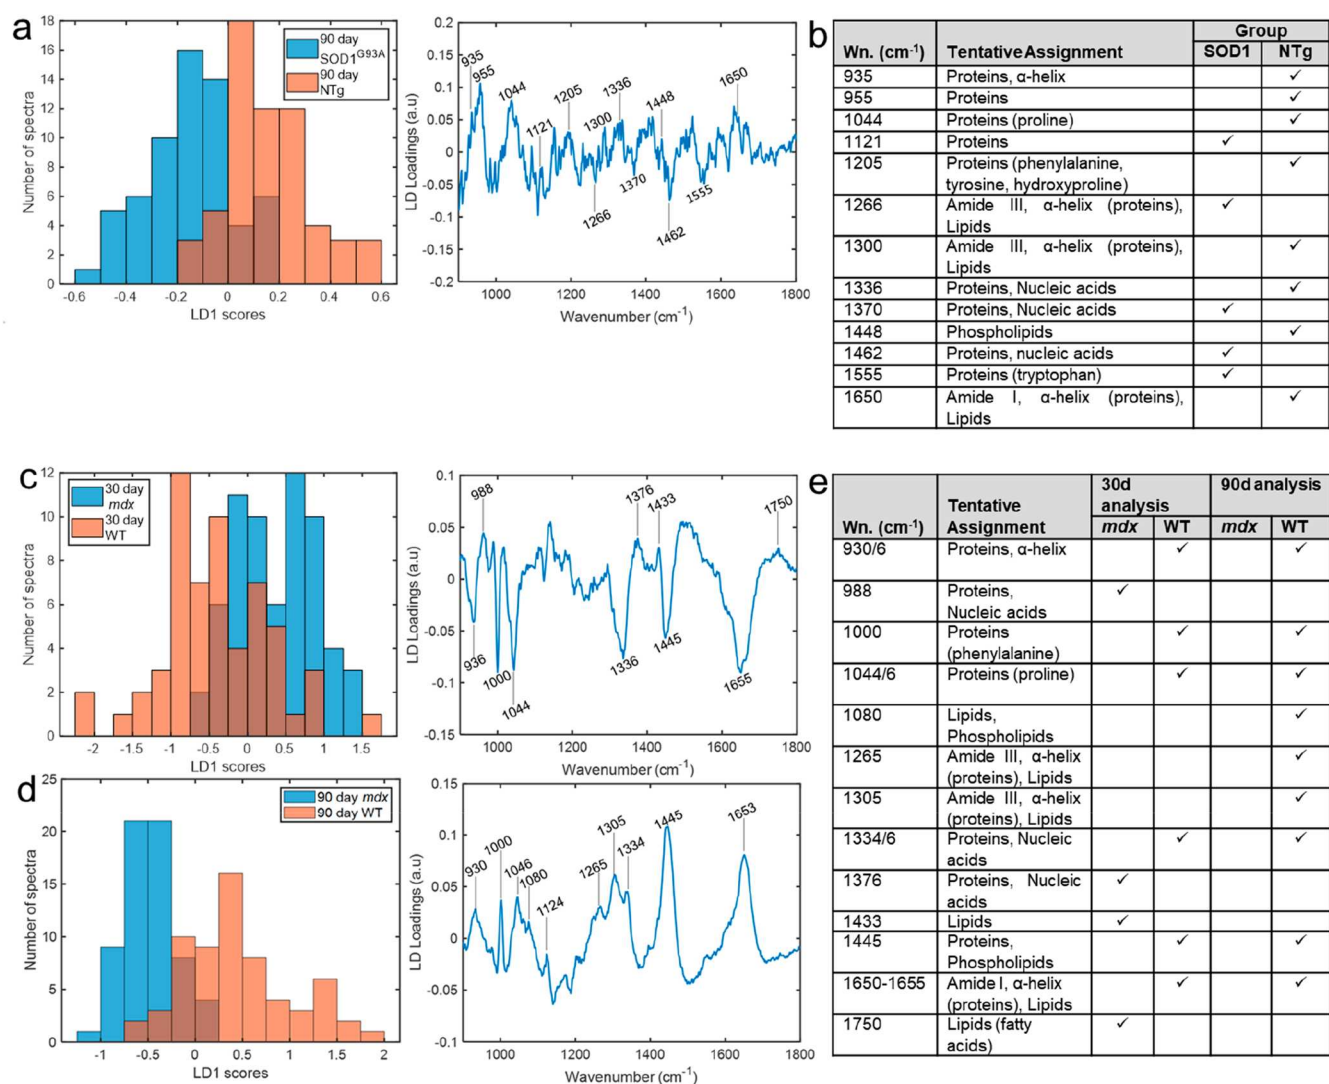 a
18
16
14
12
10
8
6
4
2
0
Number of spectra
-0.6
-0.4
-0.2
0
0.2
0.4
0.6
LD1 scores
90 day
SOD1G93A
90 day
NTg
0.2
0.15
0.1
0.05
0
-0.05
-0.1
-0.15
-0.2
LD Loadings (a.u)
935
955
1044
1121
1205
1266
1300
1336
1370
1448
1462
1555
1650
1000
1200
1400
1600
1800
Wavenumber (cm-1)
b
Wn. (cm-1) Tentative Assignment Group
SOD1 NTg
935 Proteins, α-helix ✓
955 Proteins ✓
1044 Proteins (proline) ✓
1121 Proteins ✓
1205 Proteins (phenylalanine, ✓
tyrosine, hydroxyproline)
1266 Amide III, α-helix (proteins), ✓
Lipids
1300 Amide III, α-helix (proteins), ✓
Lipids
1336 Proteins, Nucleic acids ✓
1370 Proteins, Nucleic acids ✓
1448 Phospholipids ✓
1462 Proteins, nucleic acids ✓
1555 Proteins (tryptophan) ✓
1650 Amide I, α-helix (proteins), ✓
Lipids
c
12
10
8
6
4
2
0
Number of spectra
-2
-1.5
-1
-0.5
0
0.5
1
1.5
LD1 scores
30 day
mdx
30 day
WT
0.1
0.05
0
-0.05
-0.1
-0.15
LD Loadings (a.u)
988
936
1000
1044
1336
1376
1433
1445
1655
1750
1000
1200
1400
1600
1800
Wavenumber (cm-1)
d
25
20
15
10
5
0
Number of spectra
-1
-0.5
0
0.5
1
1.5
2
LD1 scores
90 day mdx
90 day WT
0.15
0.1
0.05
0
-0.05
-0.1
LD Loadings (a.u)
930
1000
1046
1080
1124
1265
1305
1334
1445
1653
1000
1200
1400
1600
1800
Wavenumber (cm-1)
e
Wn. (cm-1) Tentative Assignment 30d analysis 90d analysis
mdx WT mdx WT
930/6 Proteins, α-helix ✓ ✓
988 Proteins, ✓
Nucleic acids
1000 Proteins ✓ ✓
(phenylalanine)
1044/6 Proteins (proline) ✓ ✓
1080 Lipids, ✓
Phospholipids
1265 Amide III, α-helix ✓
(proteins), Lipids
1305 Amide III, α-helix ✓
(proteins), Lipids
1334/6 Proteins, Nucleic ✓ ✓
acids
1376 Proteins, Nucleic ✓
acids
1433 Lipids ✓
1445 Proteins, ✓ ✓
Phospholipids
1650-1655 Amide I, α-helix ✓ ✓
(proteins), Lipids
1750 Lipids (fatty ✓
acids)